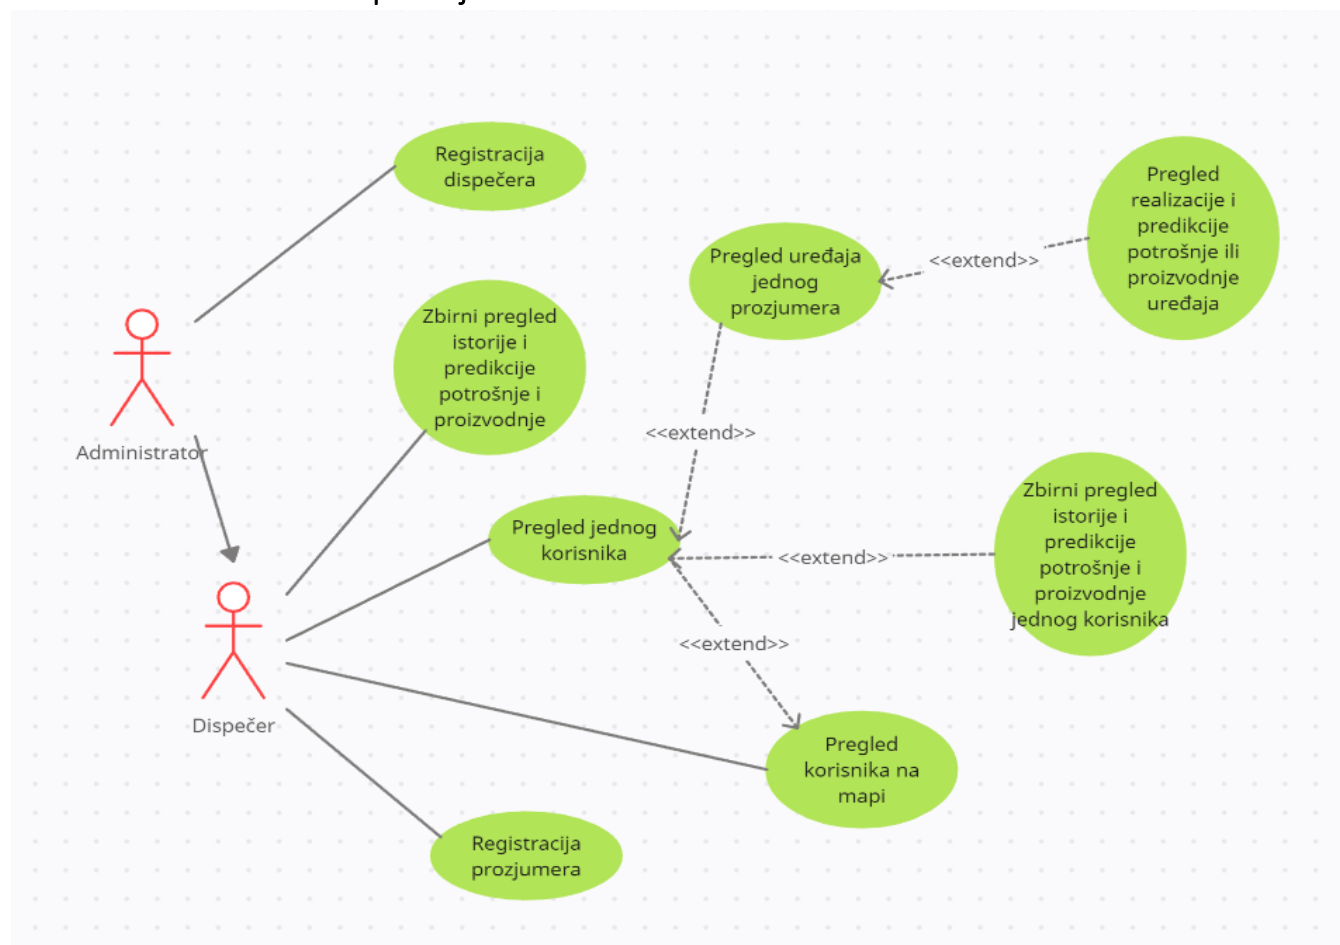 Registracija
dispečera
Pregled
realizacije i
predikcije
potrošnje ili
proizvodnje
uređaja
Pregled uređaja
jednog
prozjumera
<<extend>>
Zbirni pregled
istorije i
predikcije
potrošnje i
proizvodnje
Administrator
<<extend>>
Pregled jednog
korisnika
<<extend>>
Zbirni pregled
istorije i
predikcije
potrošnje i
proizvodnje
jednog korisnika
<<extend>>
Dispečer
Pregled
korisnika na
mapi
Registracija
prozjumera